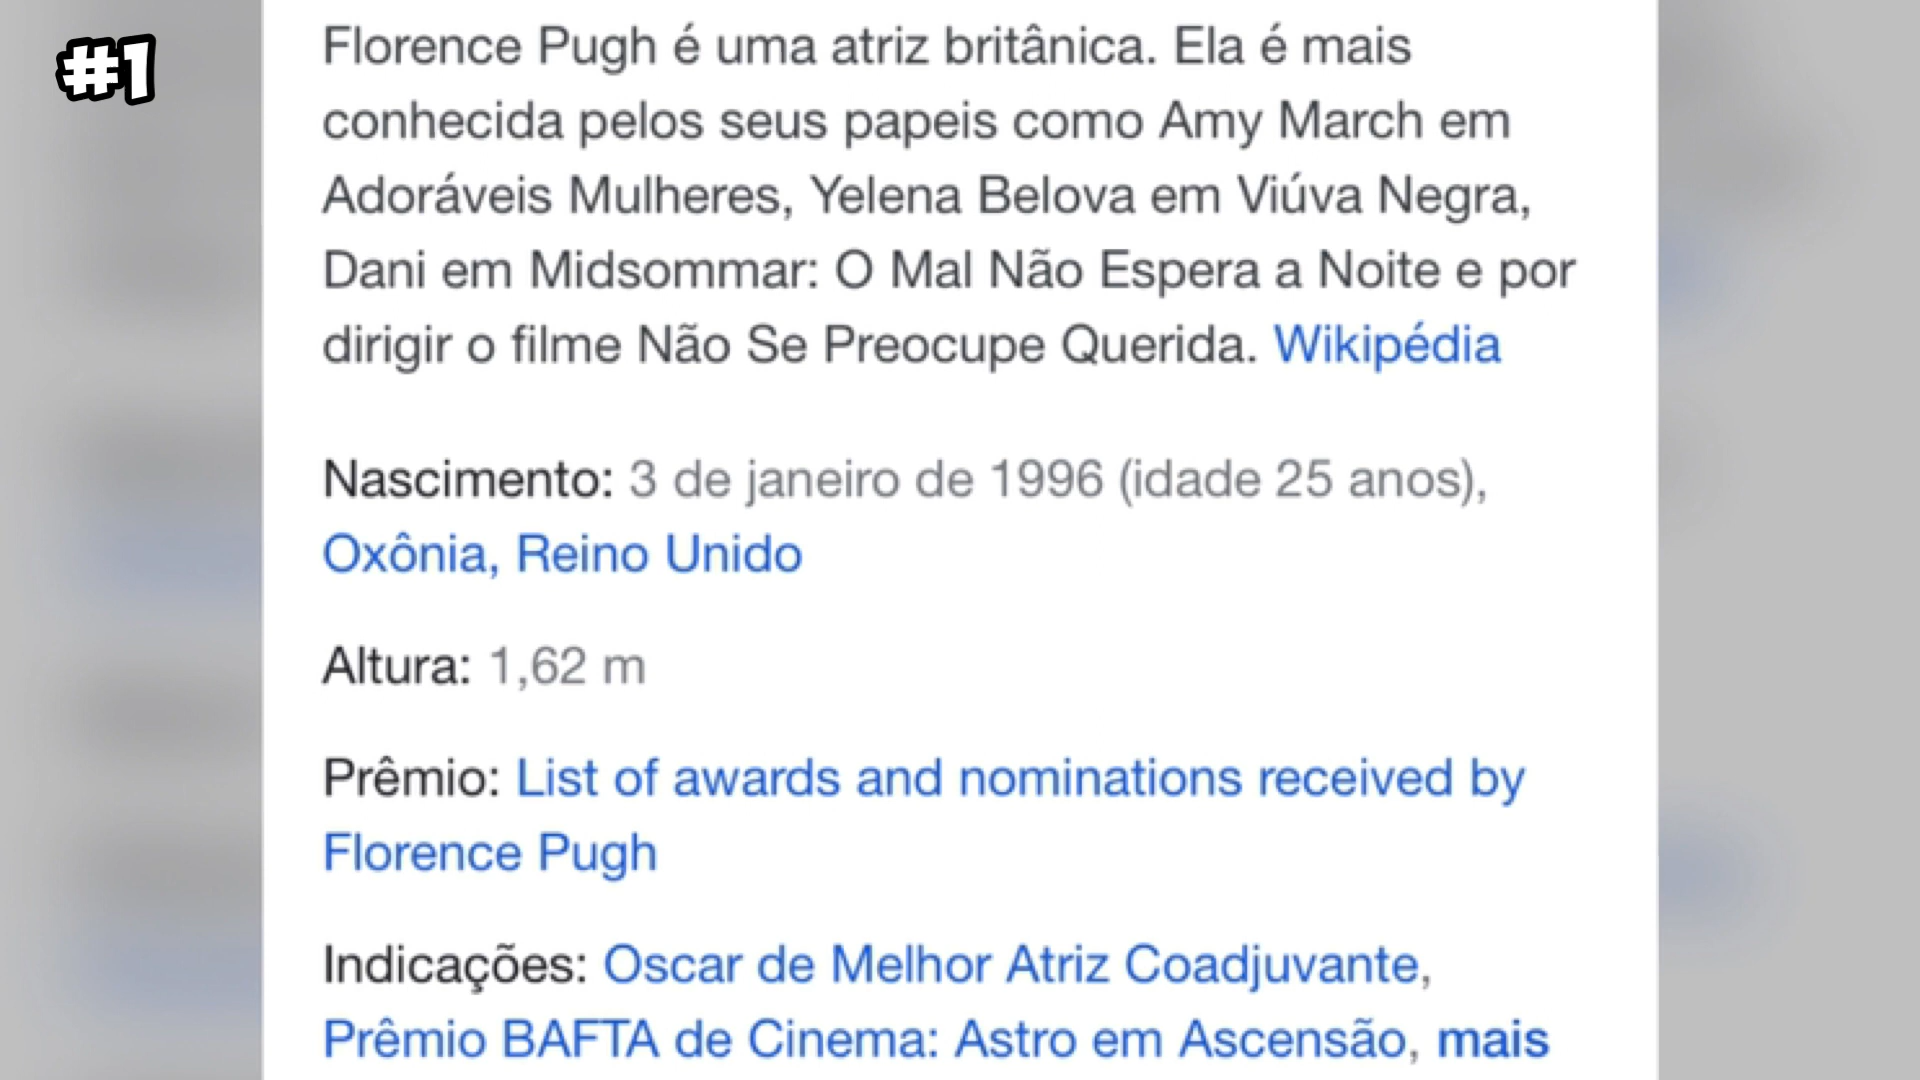 #1
Florence Pugh é uma atriz britânica. Ela é mais
conhecida pelos seus papeis como Amy March em
Adoráveis Mulheres, Yelena Belova em Viúva Negra,
Dani em Midsommar: O Mal Não Espera a Noite e por
dirigir o filme Não Se Preocupe Querida. Wikipédia
Nascimento: 3 de janeiro de 1996 (idade 25 anos),
Oxônia, Reino Unido
Altura: 1,62 m
Prêmio: List of awards and nominations received by
Florence Pugh
Indicações: Oscar de Melhor Atriz Coadjuvante,
Prêmio BAFTA de Cinema: Astro em Ascensão, mais